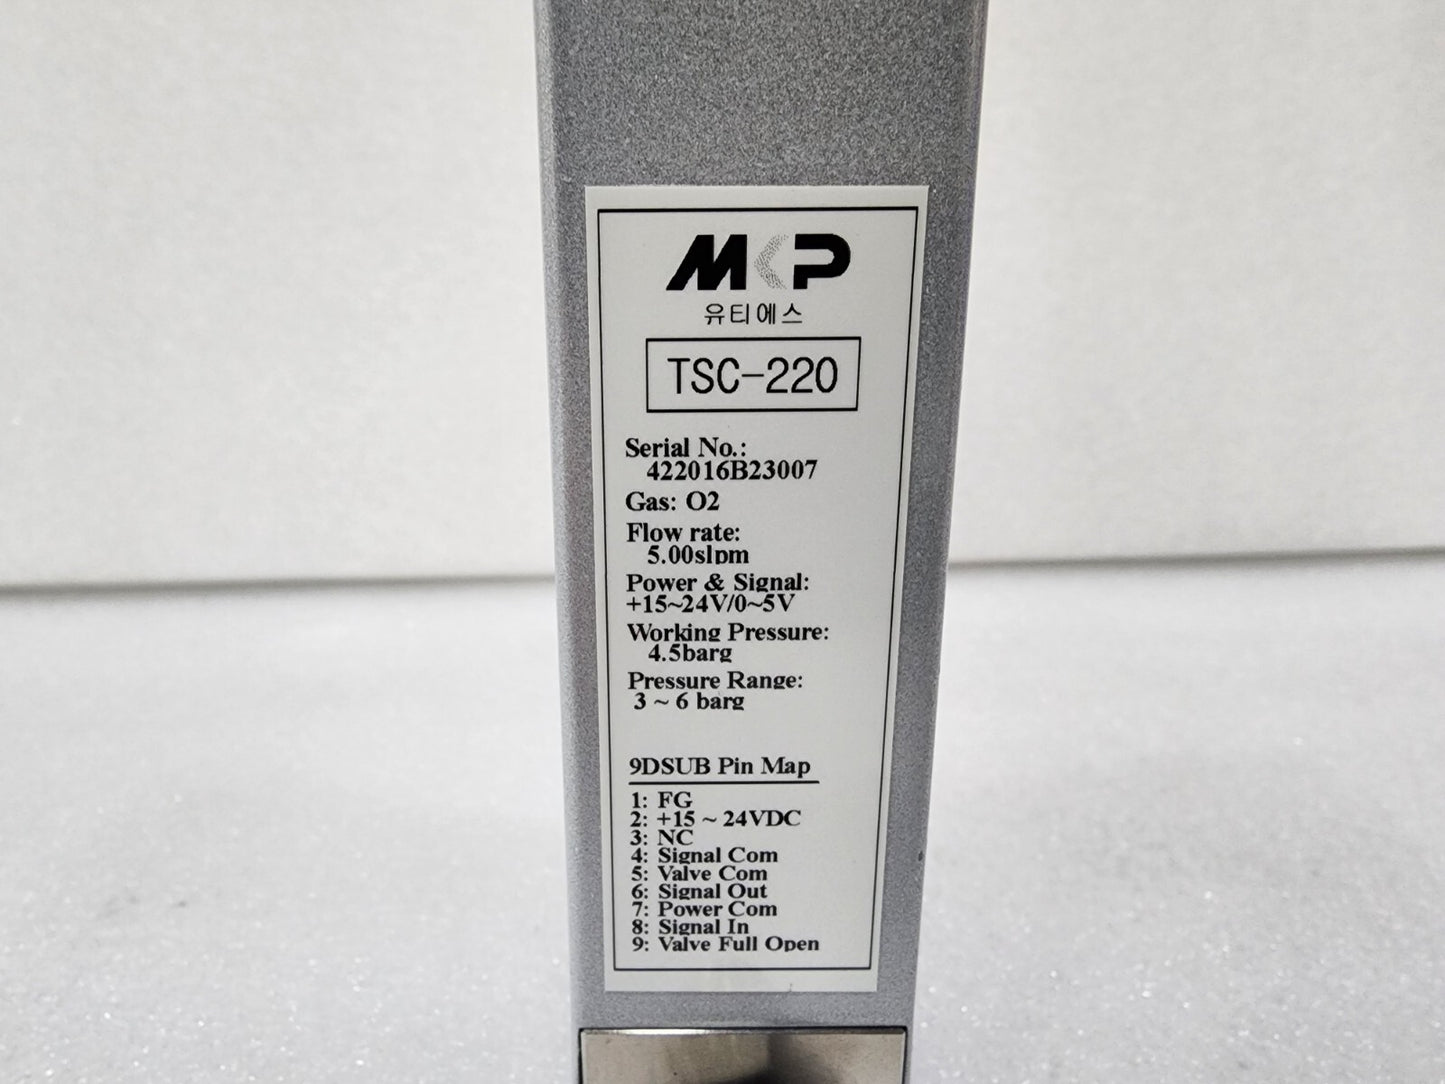 MKP
유티에스
TSC-220
Serial No.:
422016B23007
Gas: O2
Flow rate:
5.00slpm
Power & Signal:
+15~24V/0~5V
Working Pressure:
4.5barg
Pressure Range:
3 ~ 6 barg
9DSUB Pin Map
1: FG
2: +15 ~ 24VDC
3: NC
4: Signal Com
5: Valve Com
6: Signal Out
7: Power Com
8: Signal In
9: Valve Full Open